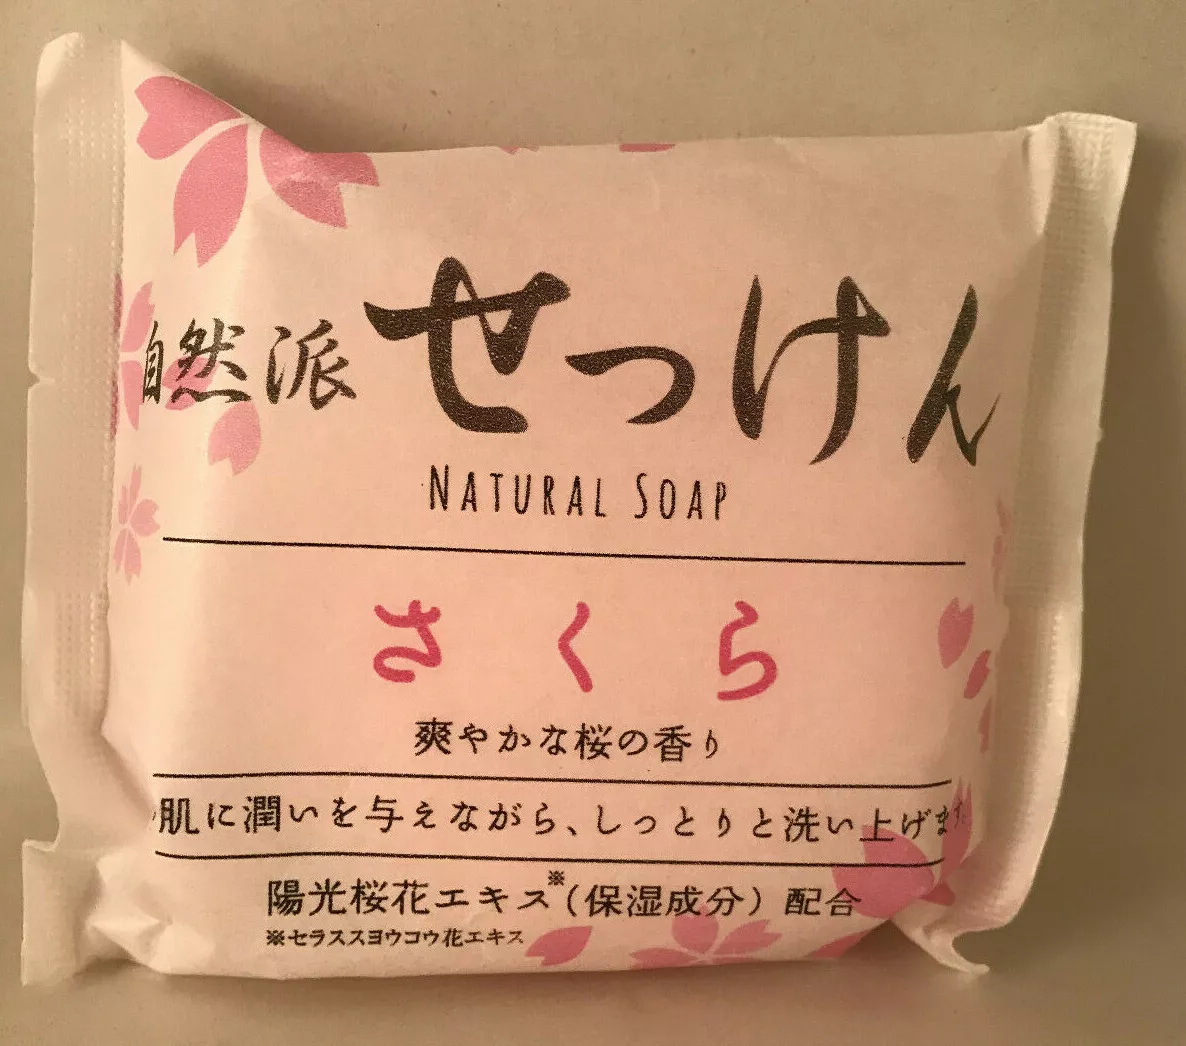 自然派せっけん
NATURAL SOAP
さくら
爽やかな桜の香り
肌に潤いを与えながら、しっとりと洗い上げます。
陽光桜花エキス※(保湿成分)配合
※セラススヨウコウ花エキス